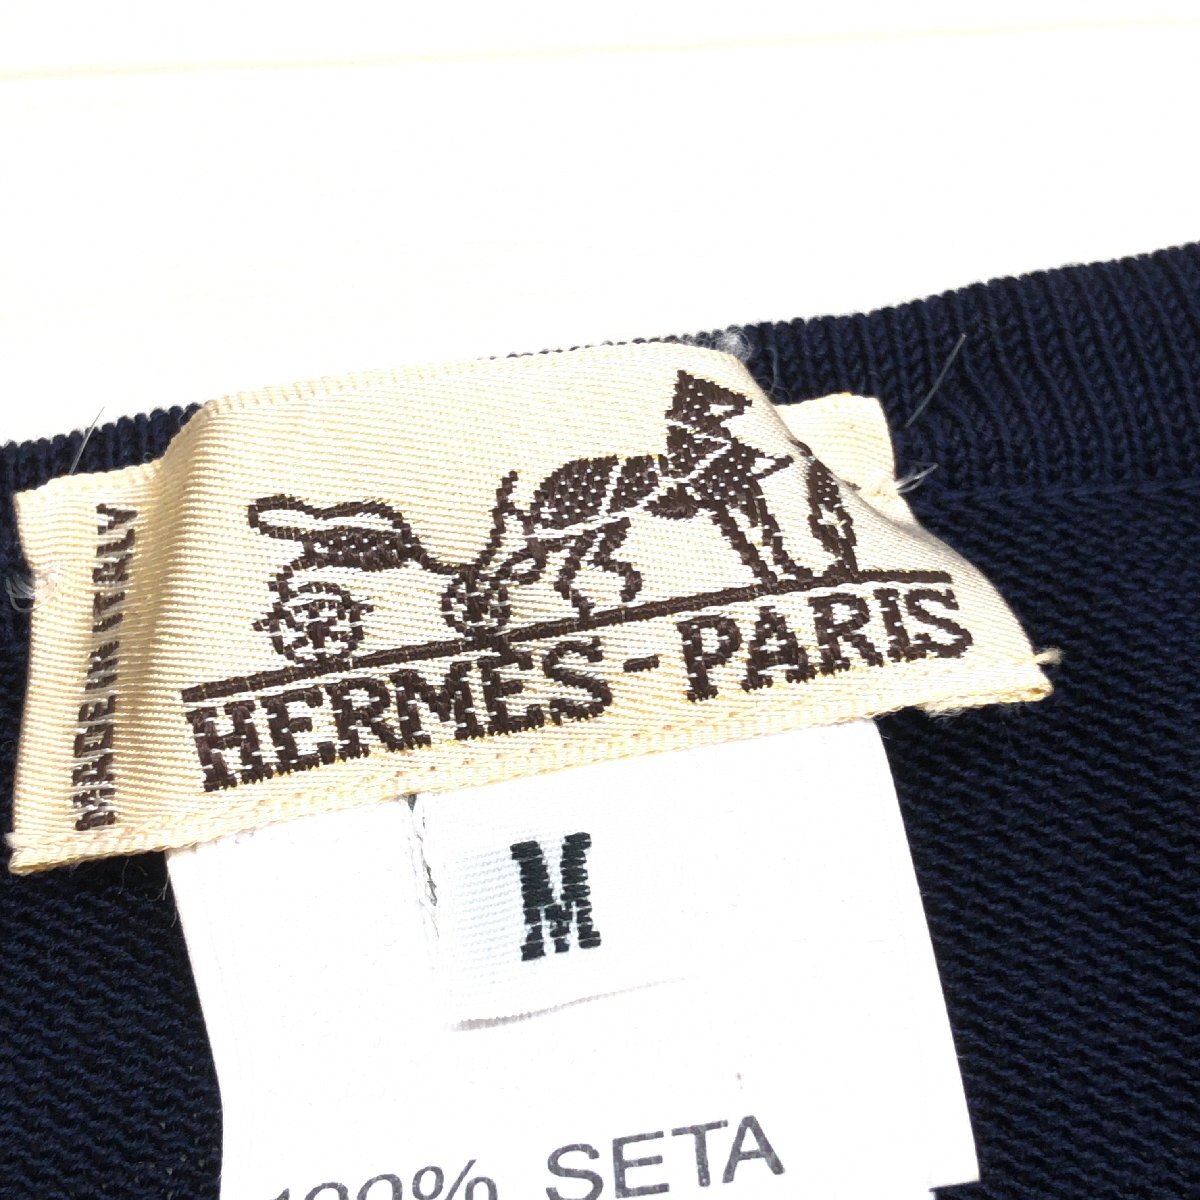 MADE IN ITALY
HERMES-PARIS
M
100% SETA